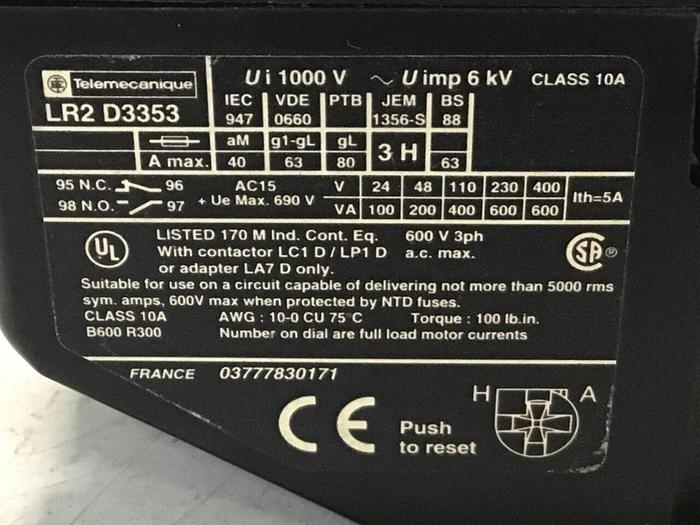 Telemecanique
LR2 D3353
Ui 1000 V ~ Uimp 6 kV CLASS 10A
IEC 947 VDE 0660 PTB JEM 1356-S BS 88
aM g1-gL gL 3 H
A max. 40 63 80 63
95 N.C. 96 AC15 V 24 48 110 230 400 Ith=5A
98 N.O. 97 + Ue Max. 690 V VA 100 200 400 600 600
UL LISTED 170 M Ind. Cont. Eq. 600 V 3ph SA ®
With contactor LC1 D / LP1 D a.c. max.
or adapter LA7 D only.
Suitable for use on a circuit capable of delivering not more than 5000 rms
sym. amps, 600V max when protected by NTD fuses.
CLASS 10A AWG : 10-0 CU 75°C Torque : 100 lb.in.
B600 R300 Number on dial are full load motor currents
FRANCE 03777830171
H A
CE Push
to reset